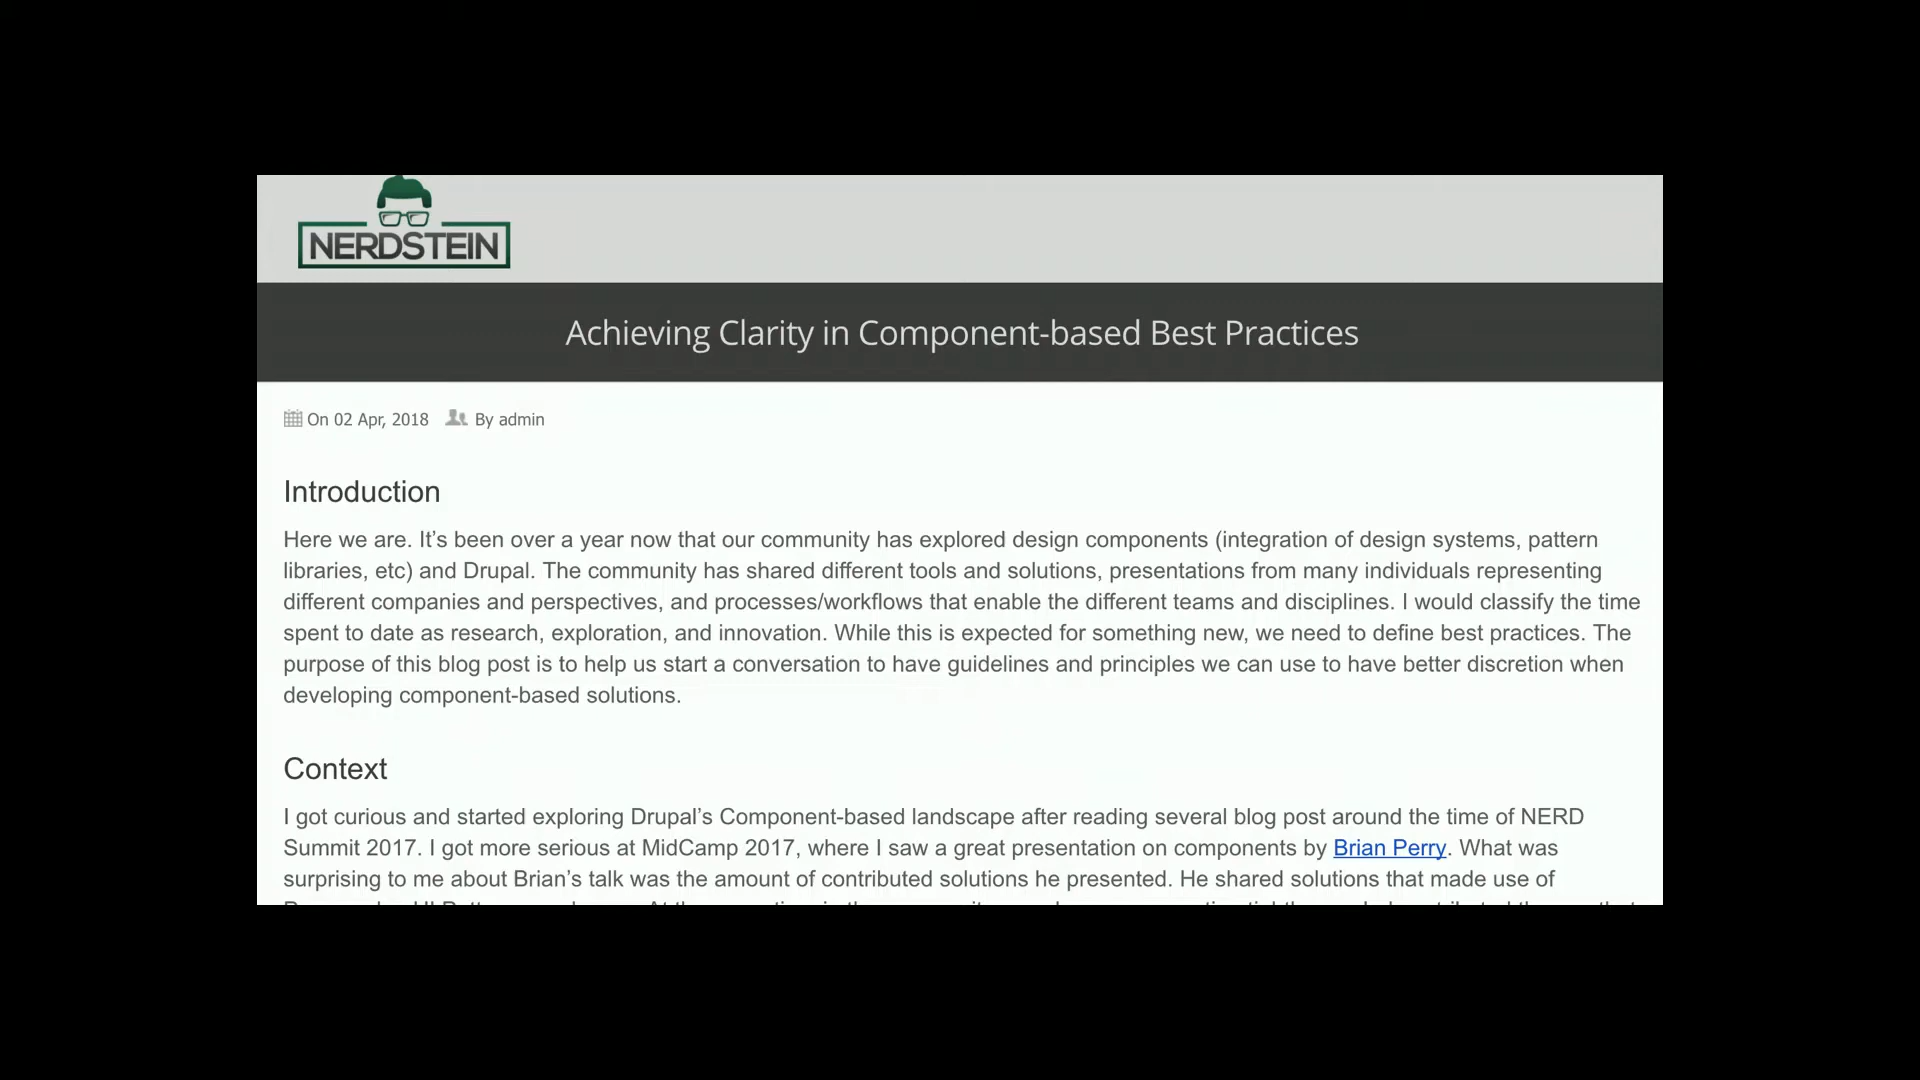 NERDSTEIN
Achieving Clarity in Component-based Best Practices
On 02 Apr, 2018 By admin
Introduction
Here we are. It’s been over a year now that our community has explored design components (integration of design systems, pattern
libraries, etc) and Drupal. The community has shared different tools and solutions, presentations from many individuals representing
different companies and perspectives, and processes/workflows that enable the different teams and disciplines. I would classify the time
spent to date as research, exploration, and innovation. While this is expected for something new, we need to define best practices. The
purpose of this blog post is to help us start a conversation to have guidelines and principles we can use to have better discretion when
developing component-based solutions.
Context
I got curious and started exploring Drupal’s Component-based landscape after reading several blog post around the time of NERD
Summit 2017. I got more serious at MidCamp 2017, where I saw a great presentation on components by Brian Perry. What was
surprising to me about Brian’s talk was the amount of contributed solutions he presented. He shared solutions that made use of